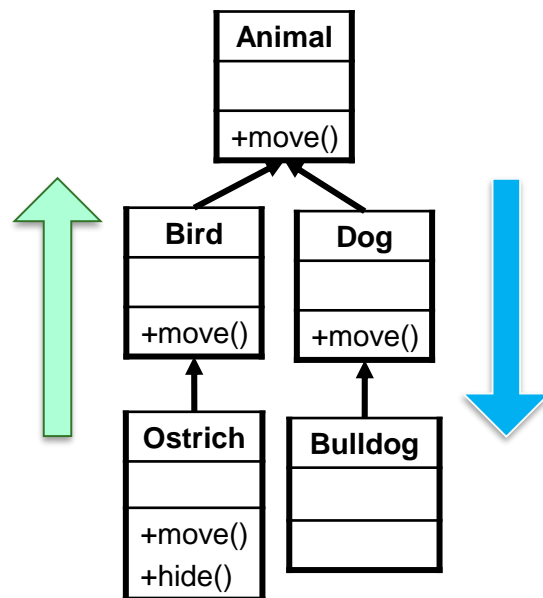 Animal
+move()
Bird
+move()
Dog
+move()
Ostrich
+move()
+hide()
Bulldog